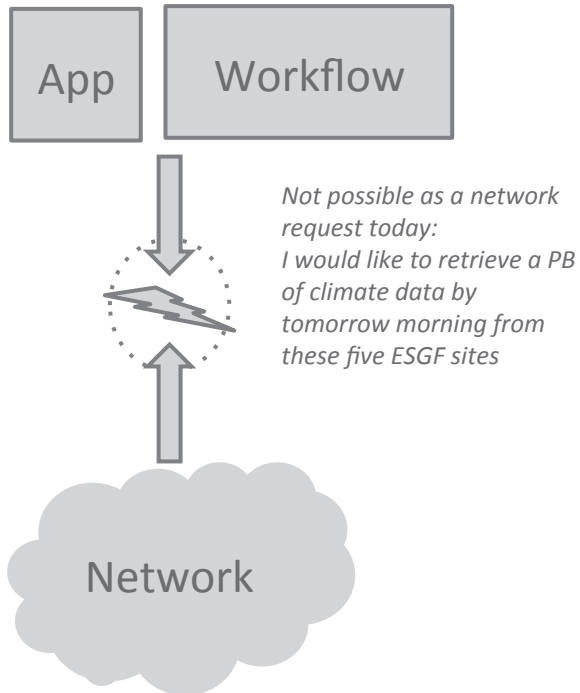 App
Workflow
Not possible as a network
request today:
I would like to retrieve a PB
of climate data by
tomorrow morning from
these five ESGF sites
Network